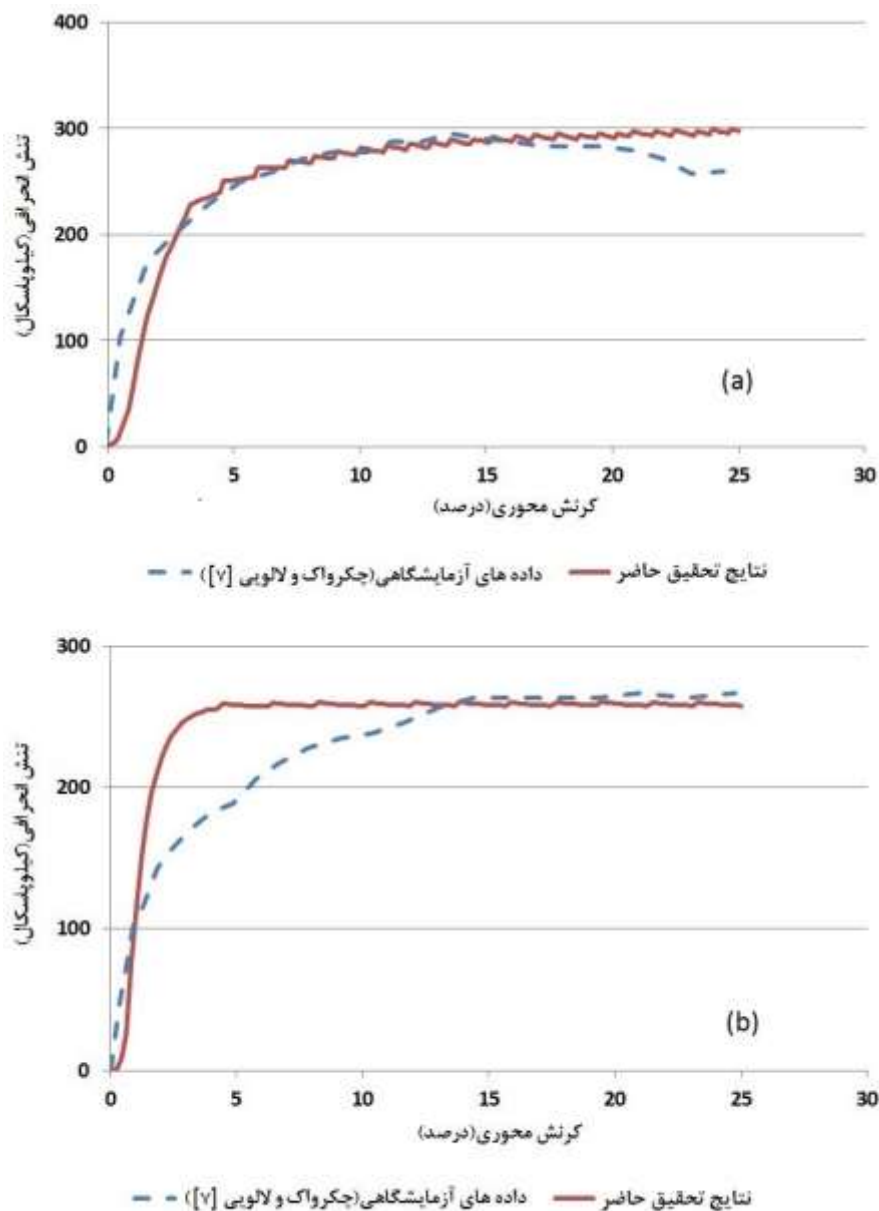 400
300
200
100
0
تنش انحرافی(کیلوپاسکال)
(a)
0 5 10 15 20 25 30
کرنش محوری(درصد)
داده های آزمایشگاهی(چکرواک و لالویی [۷]) نتایج تحقیق حاضر
300
200
100
0
تنش انحرافی(کیلوپاسکال)
(b)
0 5 10 15 20 25 30
کرنش محوری(درصد)
داده های آزمایشگاهی(چکرواک و لالویی [۷]) نتایج تحقیق حاضر